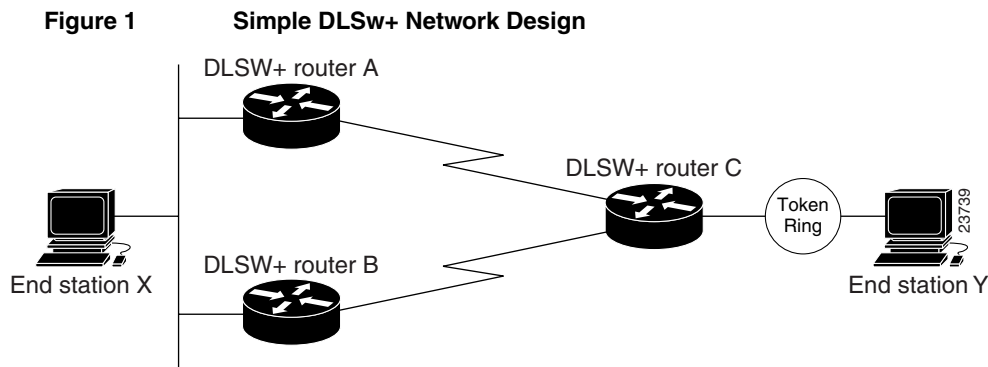 Figure 1 Simple DLSw+ Network Design
DLSW+ router A
DLSW+ router C
Token
Ring
23739
DLSW+ router B
End station X
End station Y